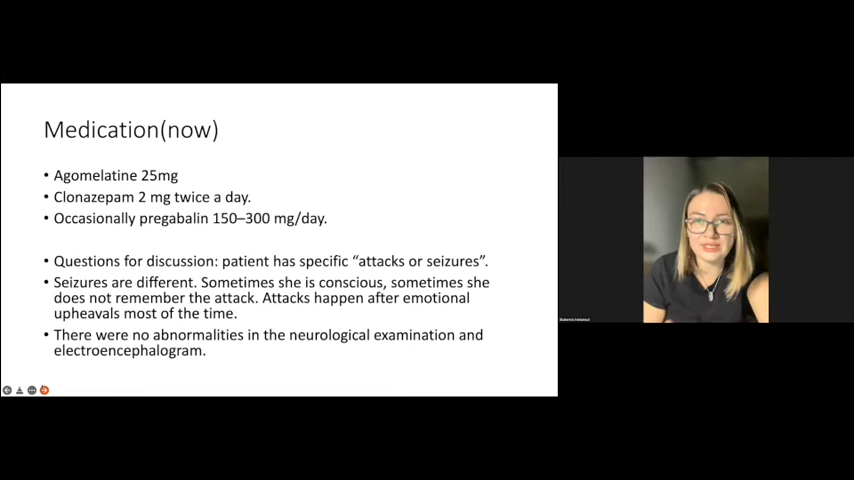 Medication(now)
• Agomelatine 25mg
• Clonazepam 2 mg twice a day.
• Occasionally pregabalin 150–300 mg/day.
• Questions for discussion: patient has specific “attacks or seizures”.
• Seizures are different. Sometimes she is conscious, sometimes she
does not remember the attack. Attacks happen after emotional
upheavals most of the time.
• There were no abnormalities in the neurological examination and
electroencephalogram.